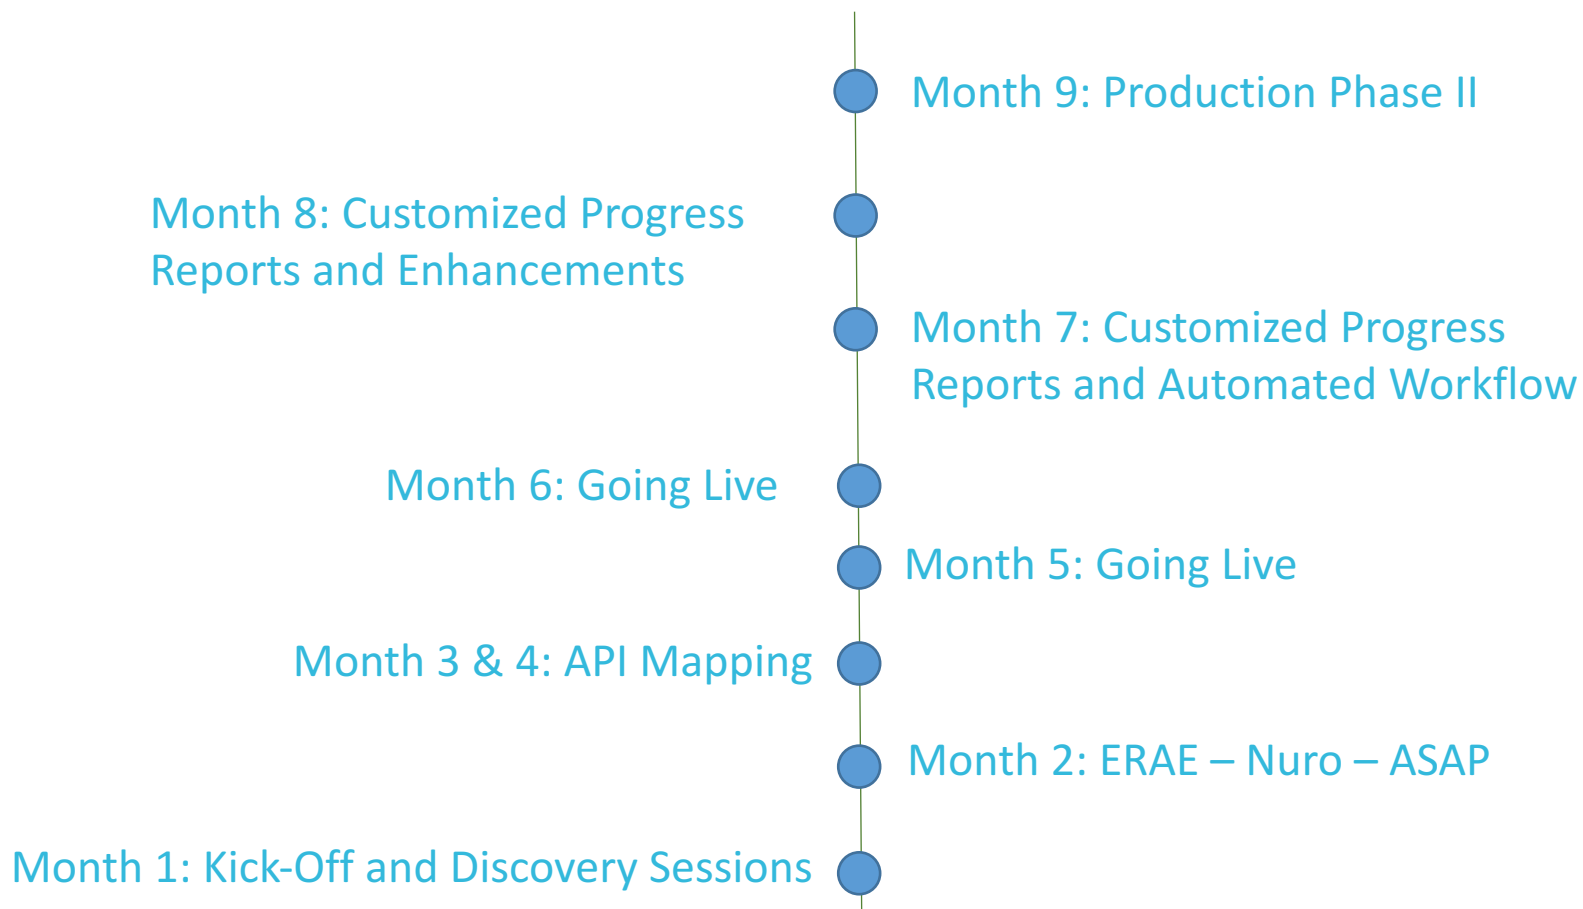 Month 9: Production Phase II
Month 8: Customized Progress
Reports and Enhancements
Month 7: Customized Progress
Reports and Automated Workflow
Month 6: Going Live
Month 5: Going Live
Month 3 & 4: API Mapping
Month 2: ERAE – Nuro – ASAP
Month 1: Kick-Off and Discovery Sessions